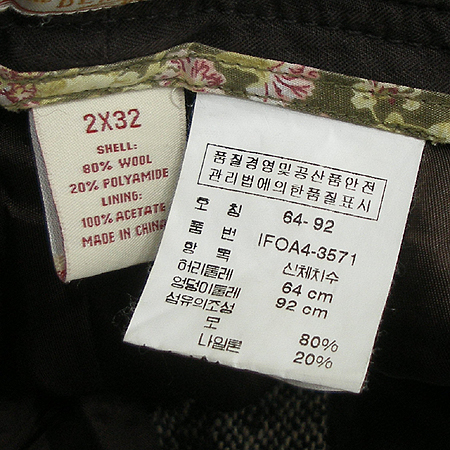 2X32
SHELL:
80% WOOL
20% POLYAMIDE
LINING:
100% ACETATE
MADE IN CHINA
품질경영및공산품안전
관리법에의한품질표시
호 칭 64-92
품 번 IFOA4-3571
항 목 신체치수
허리둘레 64 cm
엉덩이둘레 92 cm
섬유의조성
모 80%
나일론 20%